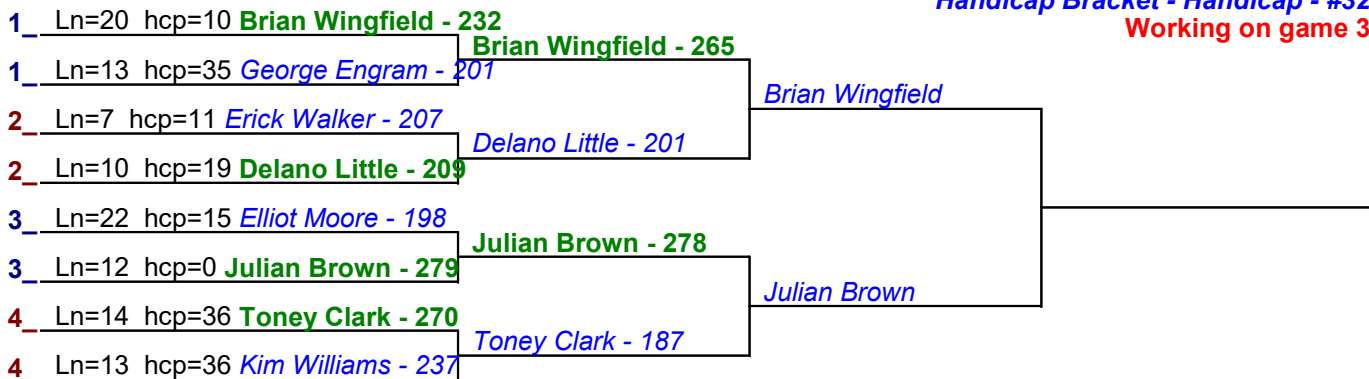 Handicap Bracket - Handicap - #32
Working on game 3
1_ Ln=20 hcp=10 Brian Wingfield - 232
Brian Wingfield - 265
1_ Ln=13 hcp=35 George Engram - 201
Brian Wingfield
2_ Ln=7 hcp=11 Erick Walker - 207
Delano Little - 201
2_ Ln=10 hcp=19 Delano Little - 209
3_ Ln=22 hcp=15 Elliot Moore - 198
Julian Brown - 278
3_ Ln=12 hcp=0 Julian Brown - 279
Julian Brown
4_ Ln=14 hcp=36 Toney Clark - 270
Toney Clark - 187
4 Ln=13 hcp=36 Kim Williams - 237